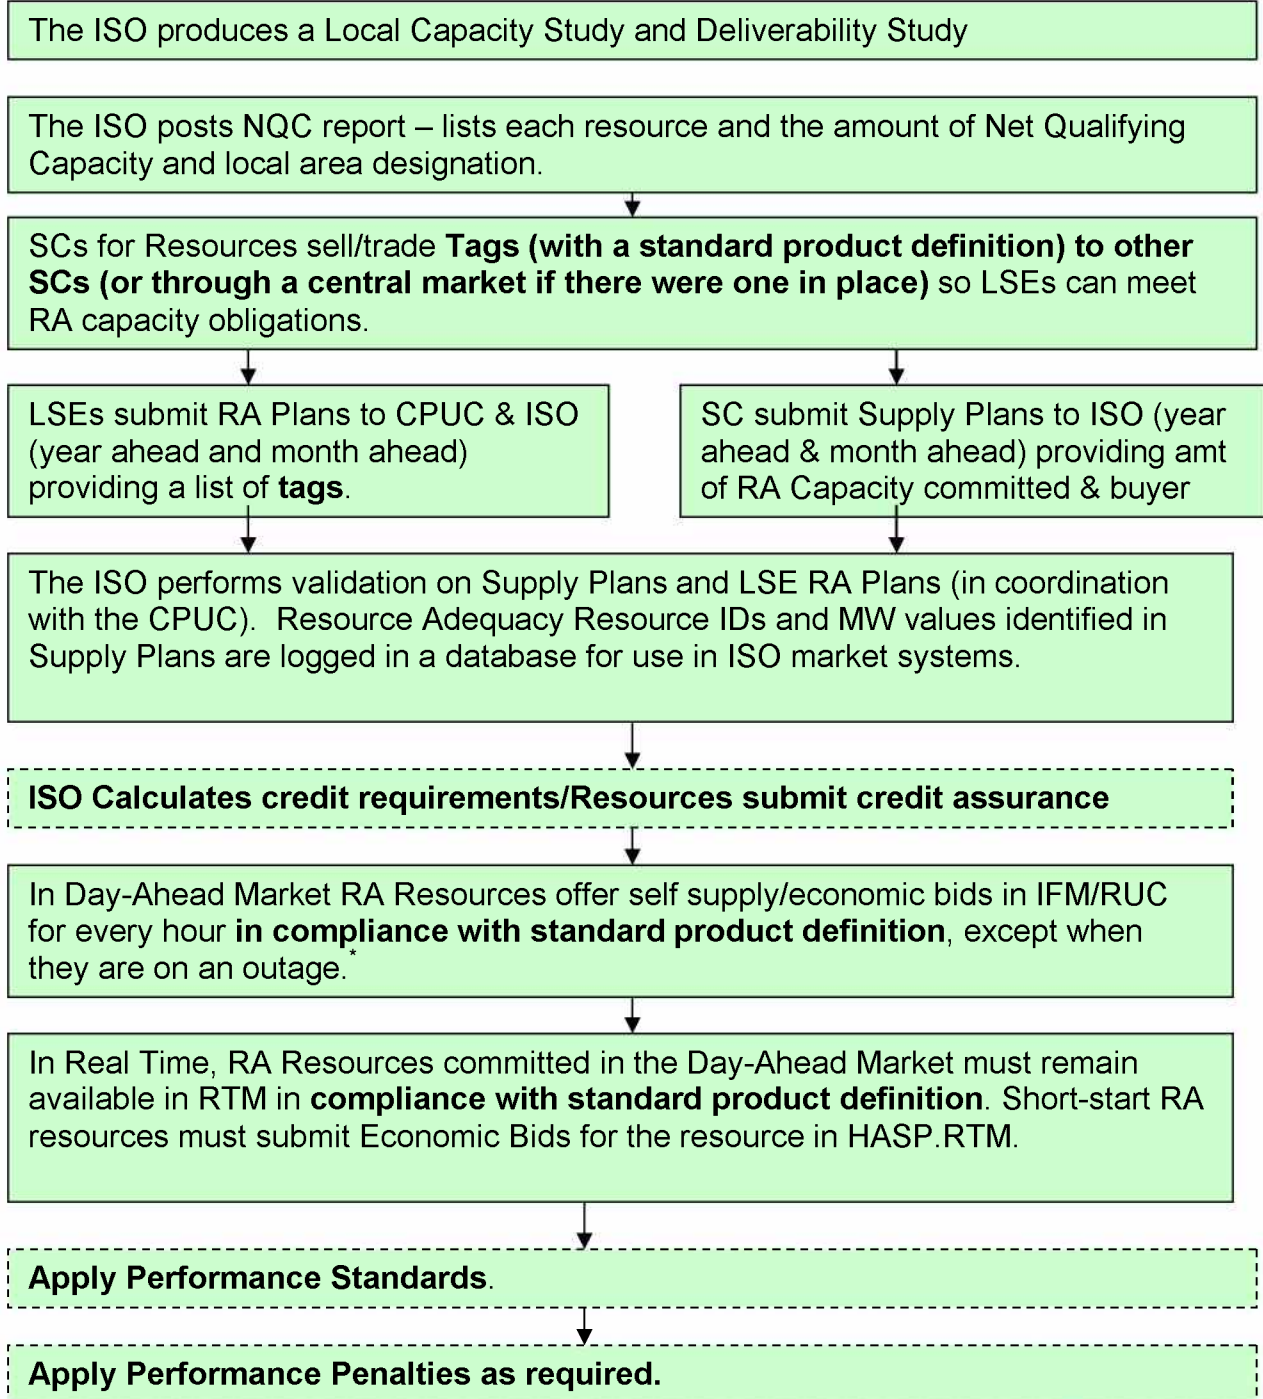 The ISO produces a Local Capacity Study and Deliverability Study
The ISO posts NQC report – lists each resource and the amount of Net Qualifying
Capacity and local area designation.
SCs for Resources sell/trade Tags (with a standard product definition) to other
SCs (or through a central market if there were one in place) so LSEs can meet
RA capacity obligations.
LSEs submit RA Plans to CPUC & ISO
(year ahead and month ahead)
providing a list of tags.
SC submit Supply Plans to ISO (year
ahead & month ahead) providing amt
of RA Capacity committed & buyer
The ISO performs validation on Supply Plans and LSE RA Plans (in coordination
with the CPUC).  Resource Adequacy Resource IDs and MW values identified in
Supply Plans are logged in a database for use in ISO market systems.
ISO Calculates credit requirements/Resources submit credit assurance
In Day-Ahead Market RA Resources offer self supply/economic bids in IFM/RUC
for every hour in compliance with standard product definition, except when
they are on an outage.*
In Real Time, RA Resources committed in the Day-Ahead Market must remain
available in RTM in compliance with standard product definition. Short-start RA
resources must submit Economic Bids for the resource in HASP.RTM.
Apply Performance Standards.
Apply Performance Penalties as required.